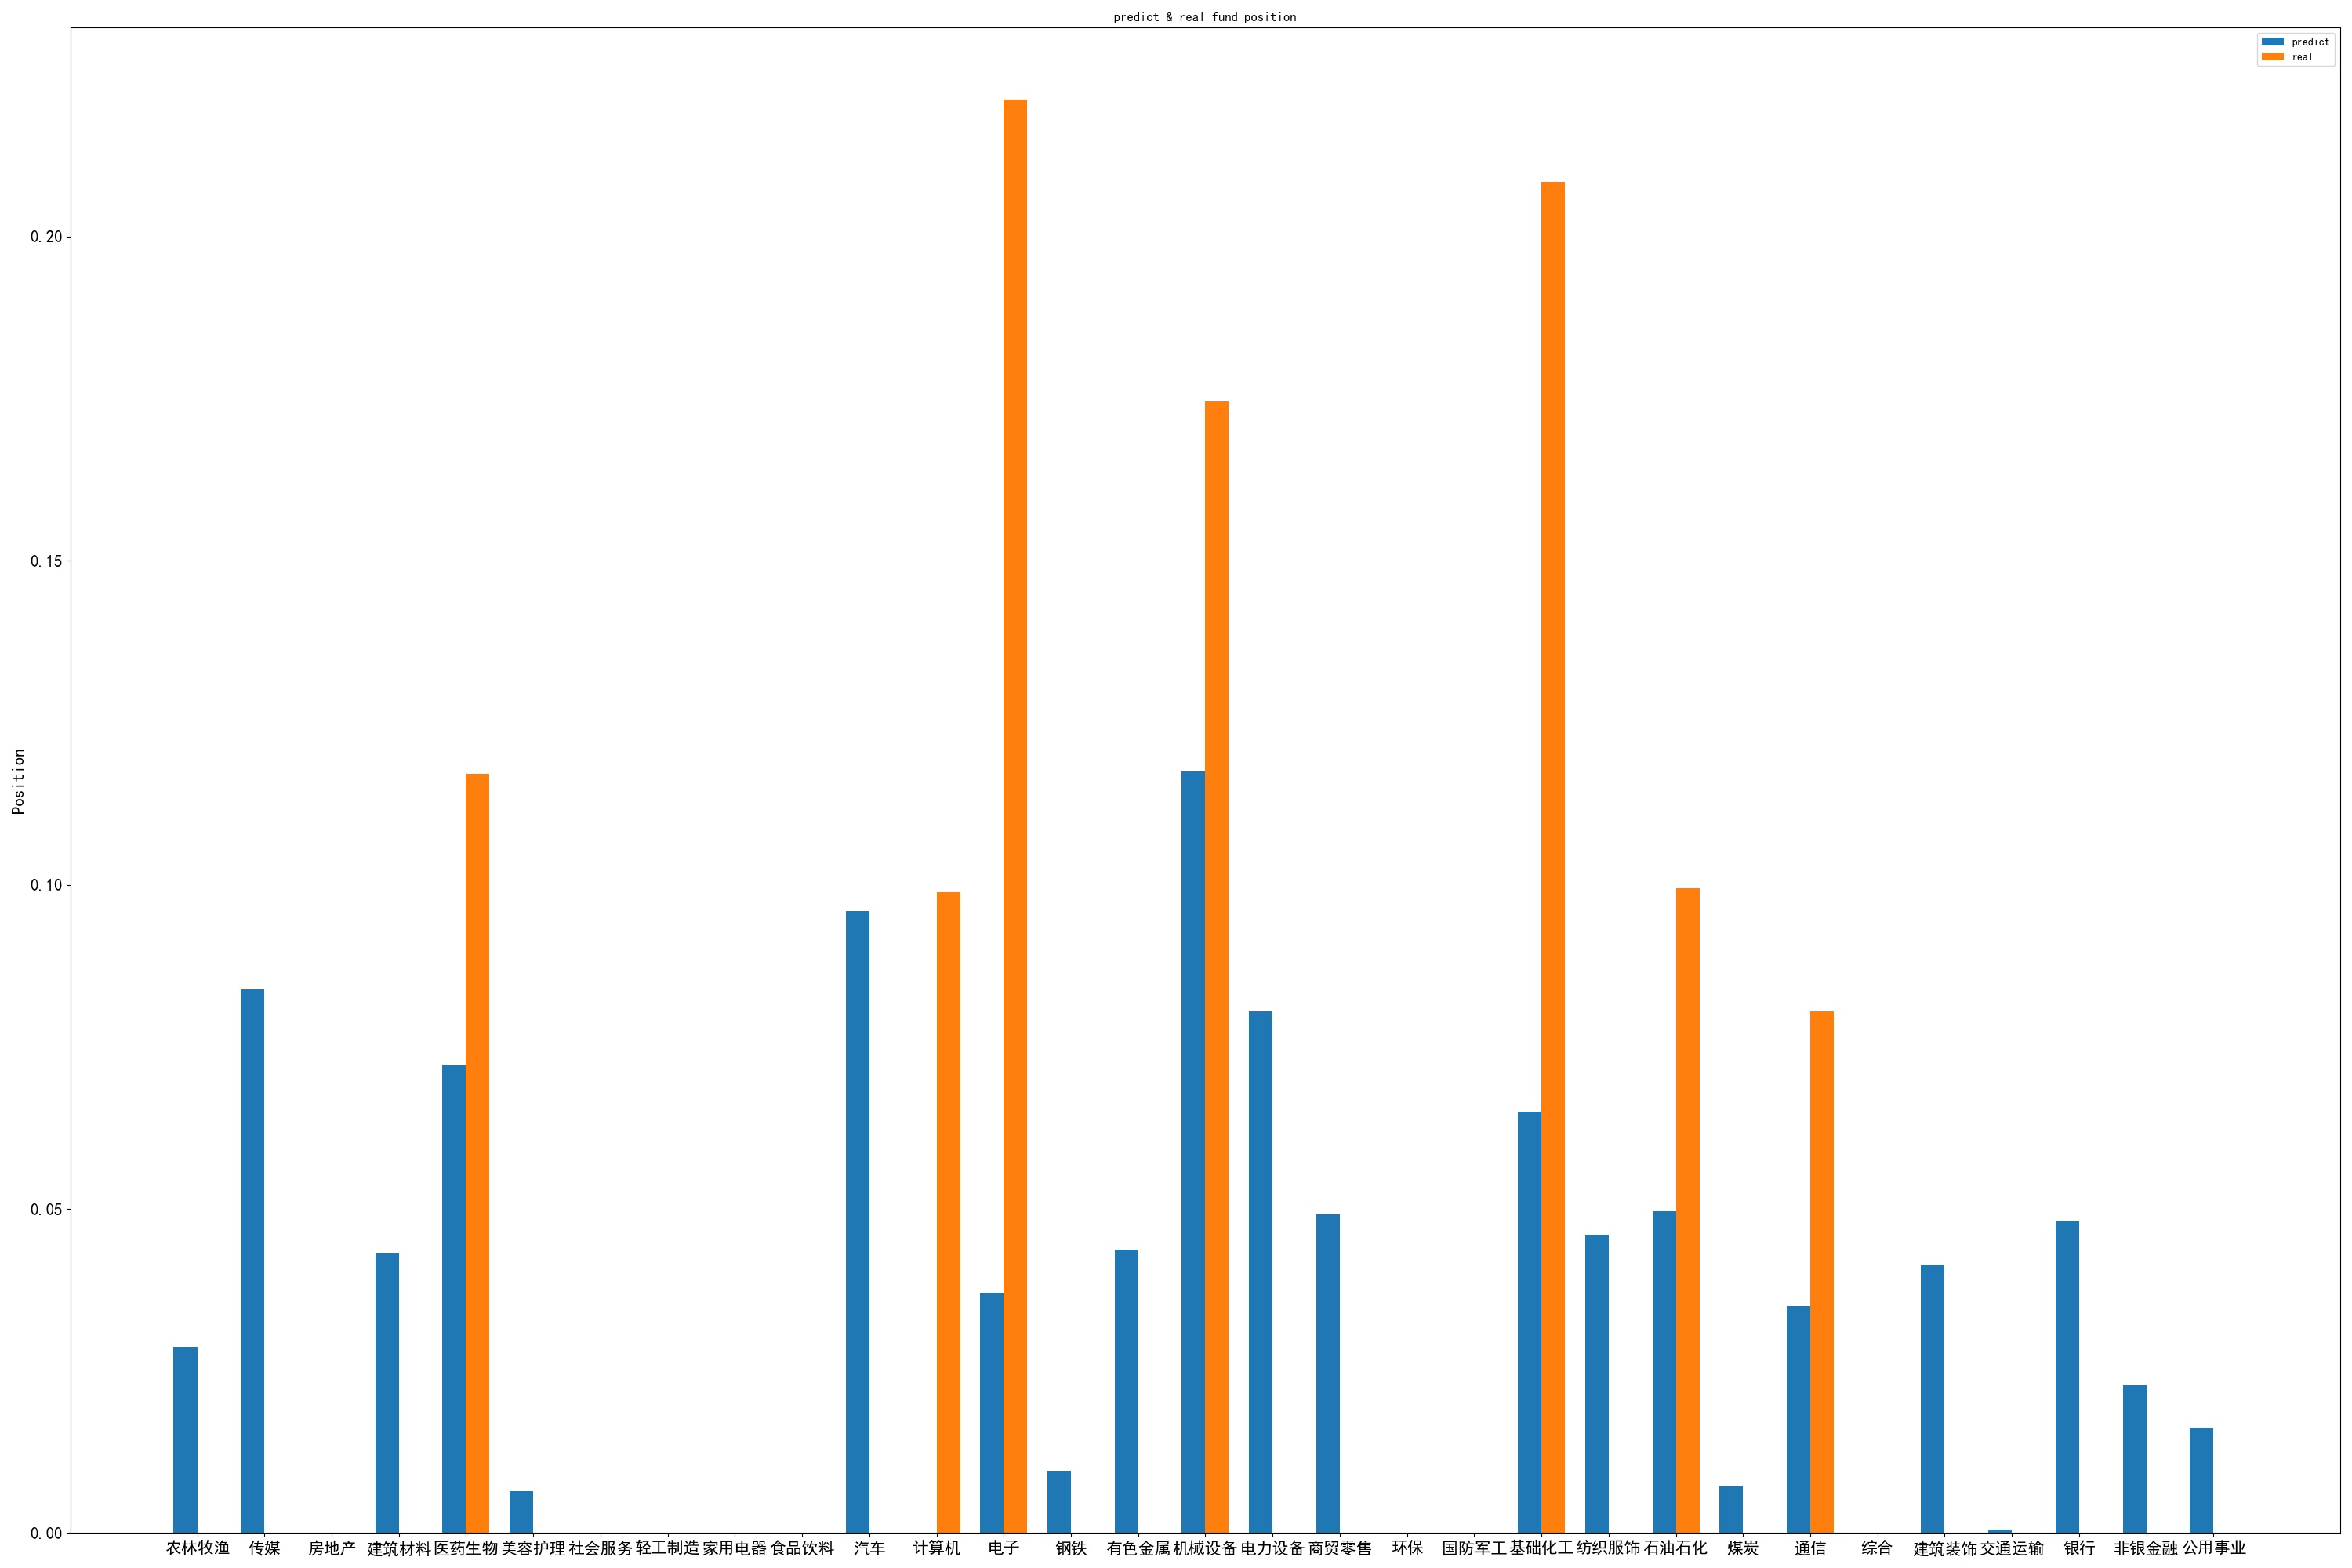 predict & real fund position
predict
real
0.20
0.15
0.10
0.05
0.00
Position
农林牧渔 传媒 房地产 建筑材料 医药生物 美容护理 社会服务 轻工制造 家用电器 食品饮料 汽车 计算机 电子 钢铁 有色金属 机械设备 电力设备 商贸零售 环保 国防军工 基础化工 纺织服饰 石油石化 煤炭 通信 综合 建筑装饰 交通运输 银行 非银金融 公用事业